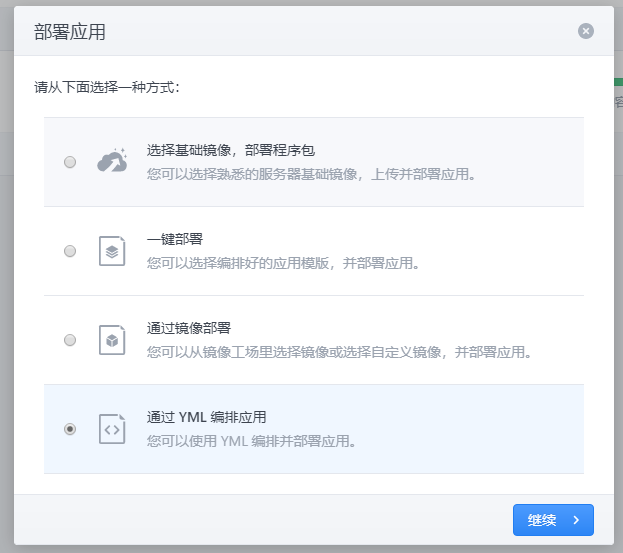 部署应用
请从下面选择一种方式：
选择基础镜像，部署程序包
您可以选择熟悉的服务器基础镜像，上传并部署应用。
一键部署
您可以选择编排好的应用模版，并部署应用。
通过镜像部署
您可以从镜像工场里选择镜像或选择自定义镜像，并部署应用。
通过 YML 编排应用
您可以使用 YML 编排并部署应用。
继续